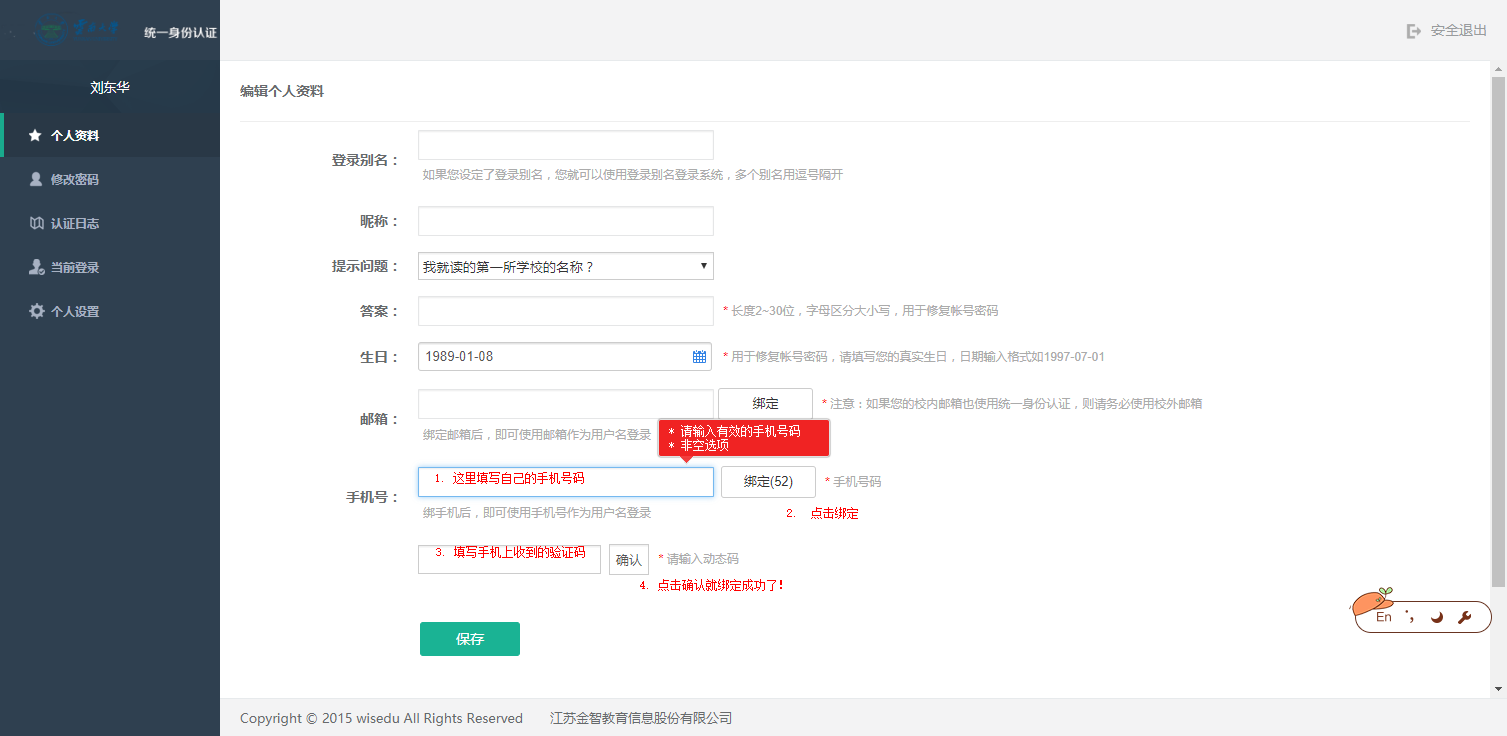 统一身份认证
安全退出
刘东华
个人资料
修改密码
认证日志
当前登录
个人设置
编辑个人资料
登录别名：
如果您设定了登录别名，您就可以使用登录别名登录系统，多个别名用逗号隔开
昵称：
提示问题： 我就读的第一所学校的名称？
答案： * 长度2~30位，字母区分大小写，用于修复帐号密码
生日： 1989-01-08 * 用于修复帐号密码，请填写您的真实生日，日期输入格式如1997-07-01
邮箱： 绑定 * 注意：如果您的校内邮箱也使用统一身份认证，则请务必使用校外邮箱
绑定邮箱后，即可使用邮箱作为用户名登录
* 请输入有效的手机号码
* 非空选项
手机号： 1. 这里填写自己的手机号码 绑定(52) * 手机号码
绑手机后，即可使用手机号作为用户名登录
2. 点击绑定
3. 填写手机上收到的验证码 确认 * 请输入动态码
4. 点击确认就绑定成功了!
En
保存
Copyright © 2015 wisedu All Rights Reserved 江苏金智教育信息股份有限公司